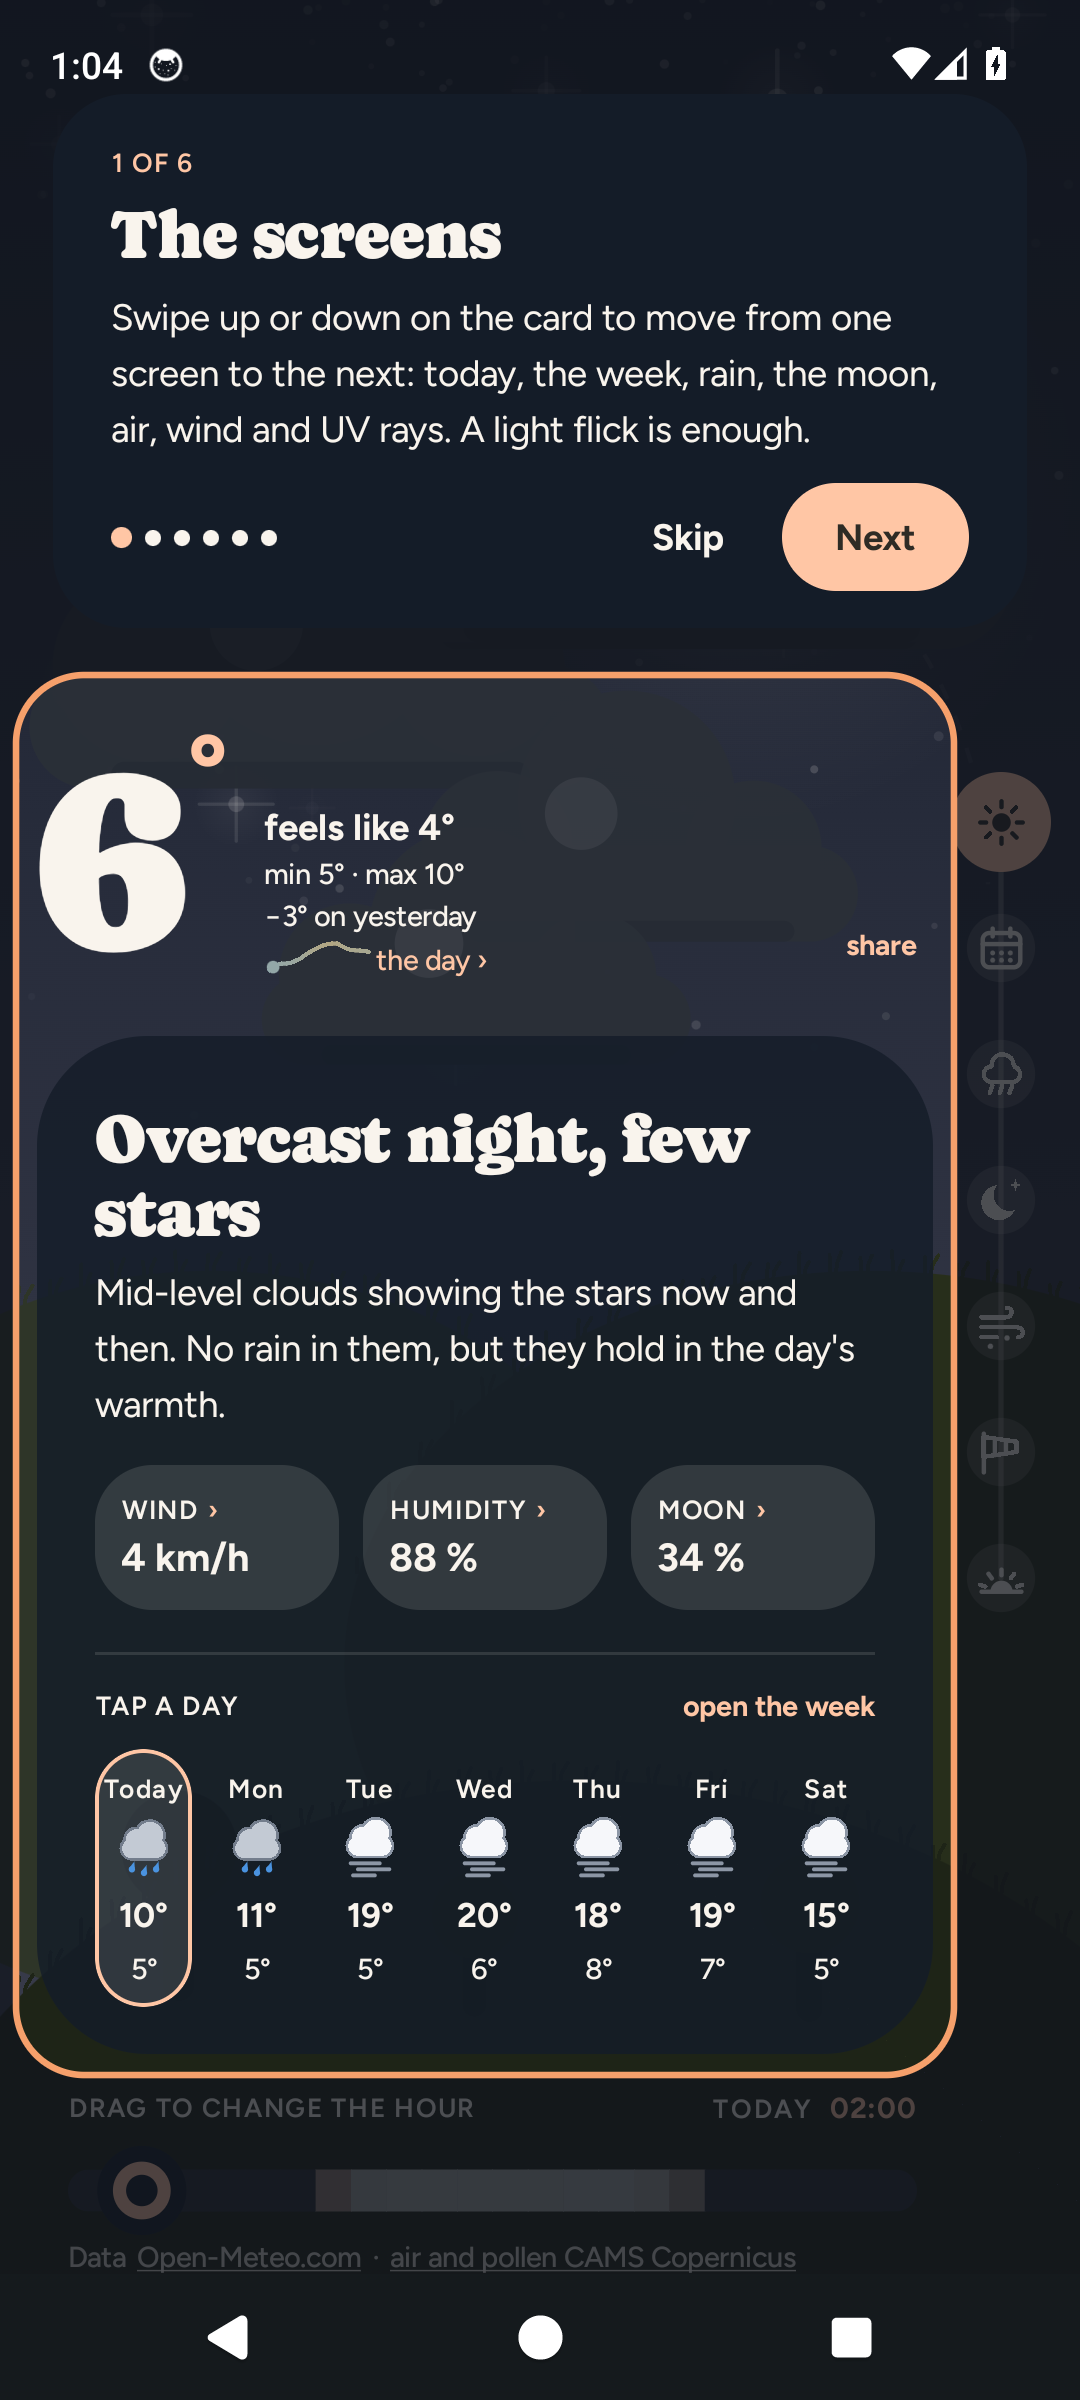 1:04
1 OF 6
The screens
Swipe up or down on the card to move from one
screen to the next: today, the week, rain, the moon,
air, wind and UV rays. A light flick is enough.
Skip
Next
6°
feels like 4°
min 5° · max 10°
−3° on yesterday
the day ›
share
Overcast night, few
stars
Mid-level clouds showing the stars now and
then. No rain in them, but they hold in the day's
warmth.
WIND ›
4 km/h
HUMIDITY ›
88 %
MOON ›
34 %
TAP A DAY
open the week
Today Mon Tue Wed Thu Fri Sat
10° 11° 19° 20° 18° 19° 15°
5° 5° 5° 6° 8° 7° 5°
DRAG TO CHANGE THE HOUR
TODAY 02:00
Data Open-Meteo.com · air and pollen CAMS Copernicus